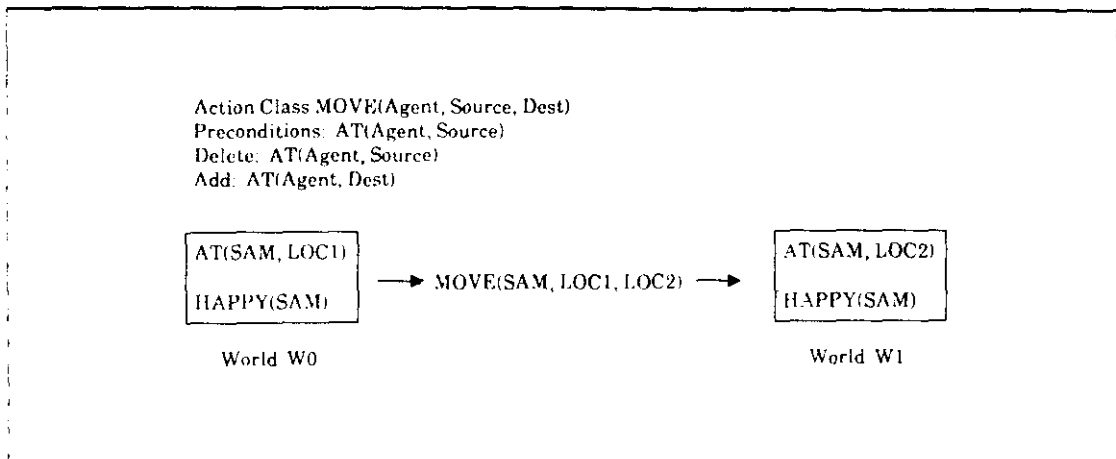 Action Class MOVE(Agent, Source, Dest)
Preconditions: AT(Agent, Source)
Delete: AT(Agent, Source)
Add: AT(Agent, Dest)
AT(SAM, LOC1)
HAPPY(SAM)
MOVE(SAM, LOC1, LOC2)
AT(SAM, LOC2)
HAPPY(SAM)
World W0
World W1